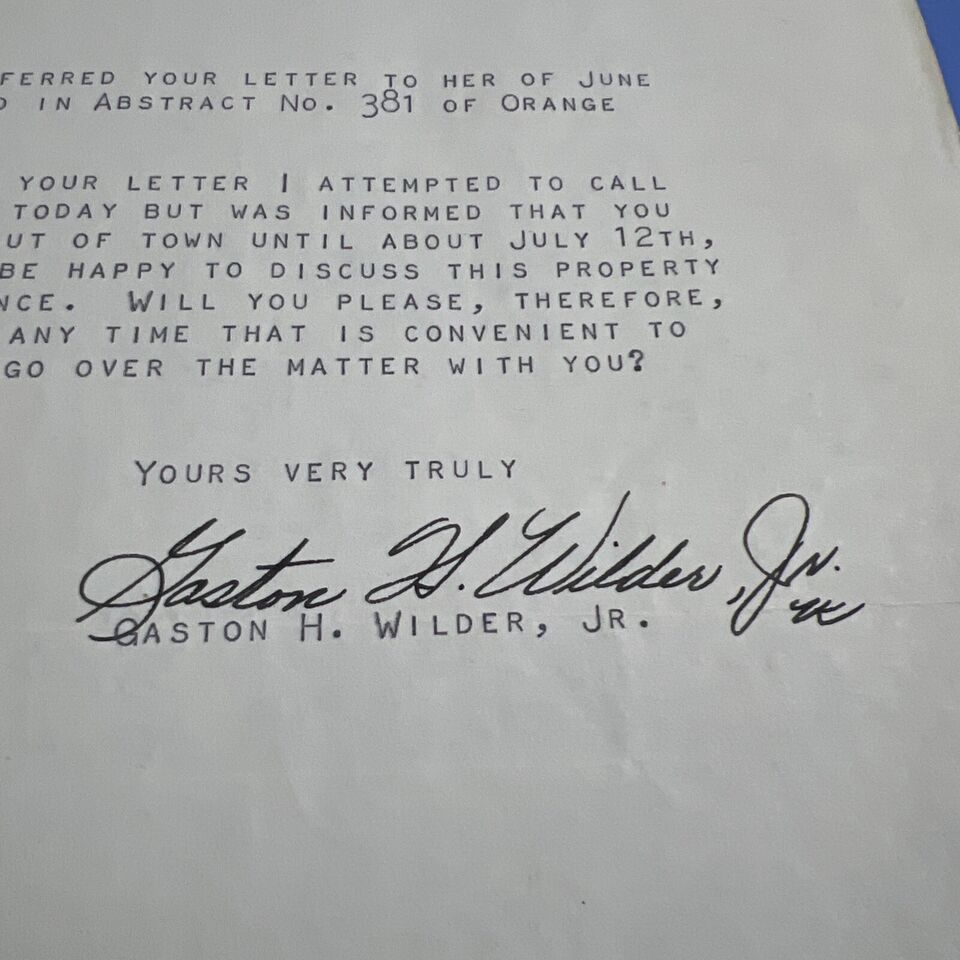 FERRED YOUR LETTER TO HER OF JUNE
IN ABSTRACT NO. 381 OF ORANGE
YOUR LETTER I ATTEMPTED TO CALL
TODAY BUT WAS INFORMED THAT YOU
UT OF TOWN UNTIL ABOUT JULY 12TH,
BE HAPPY TO DISCUSS THIS PROPERTY
NCE. WILL YOU PLEASE, THEREFORE,
ANY TIME THAT IS CONVENIENT TO
GO OVER THE MATTER WITH YOU?
YOURS VERY TRULY
Gaston H. Wilder, Jr.
GASTON H. WILDER, JR.